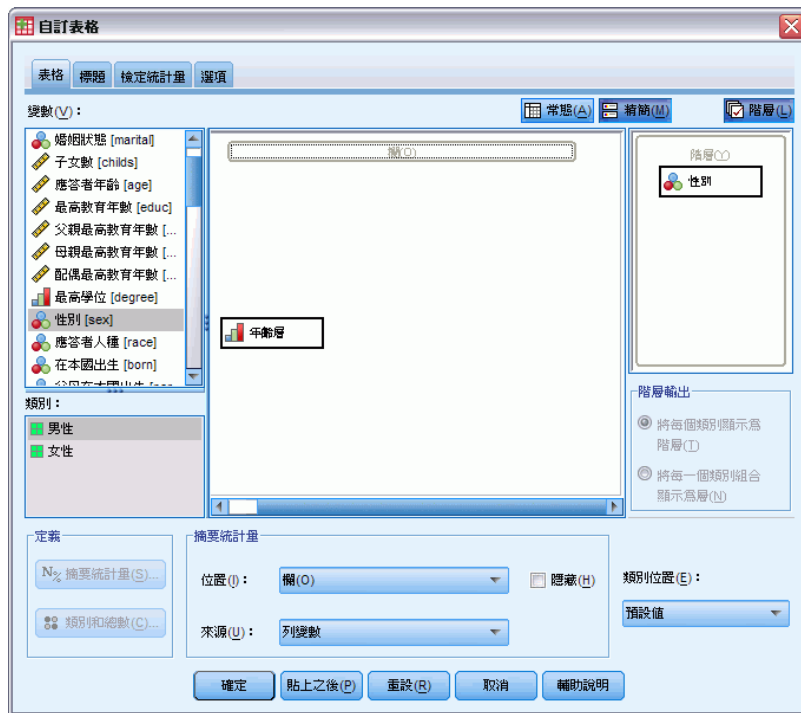 自訂表格
表格 標題 檢定統計量 選項
變數(V)：
常態(A) 精簡(M) 階層(L)
婚姻狀態 [marital]
子女數 [childs]
應答者年齡 [age]
最高教育年數 [educ]
父親最高教育年數 [...
母親最高教育年數 [...
配偶最高教育年數 [...
最高學位 [degree]
性別 [sex]
應答者人種 [race]
在本國出生 [born]
欄(O)
年齡層
階層(Y)
性別
類別：
男性
女性
階層輸出
將每個類別顯示為
階層(T)
將每一個類別組合
顯示為層(N)
定義
N% 摘要統計量(S)...
類別和總數(C)...
摘要統計量
位置(I)： 欄(O) 隱藏(H)
來源(U)： 列變數
類別位置(E)：
預設值
確定 貼上之後(P) 重設(R) 取消 輔助說明